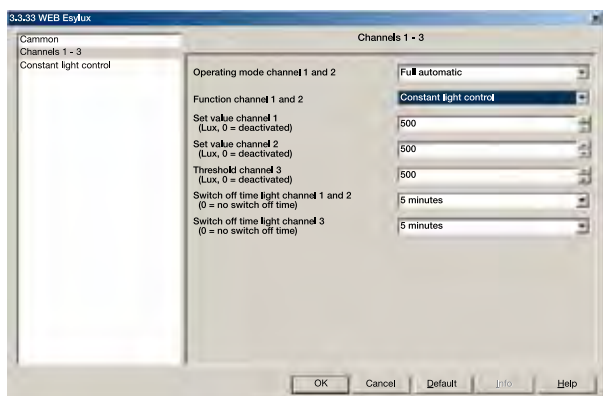 3.3.33 WEB Esylux
Cammon
Channels 1 - 3
Constant light control
Channels 1 - 3
Operating mode channel 1 and 2
Full automatic
Function channel 1 and 2
Constant light control
Set value channel 1
(Lux, 0 = deactivated)
500
Set value channel 2
(Lux, 0 = deactivated)
500
Threshold channel 3
(Lux, 0 = deactivated)
500
Switch off time light channel 1 and 2
(0 = no switch off time)
5 minutes
Switch off time light channel 3
(0 = no switch off time)
5 minutes
OK
Cancel
Default
Info
Help